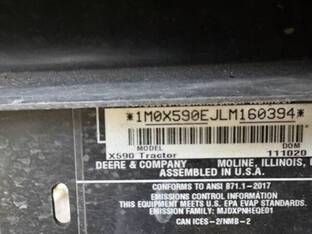 *1M0X590EJLM160394*
MODEL DOM
X590 Tractor 111020
DEERE & COMPANY MOLINE, ILLINOIS,
ASSEMBLED IN U.S.A.
CONFORMS TO ANSI B71.1-2017
EMISSIONS CONTROL INFORMATION
THIS MOWER MEETS U.S. EPA EVAP STANDARDS.
EMISSION FAMILY: MJDXPNHEQE01
CAN ICES-2/NMB-2